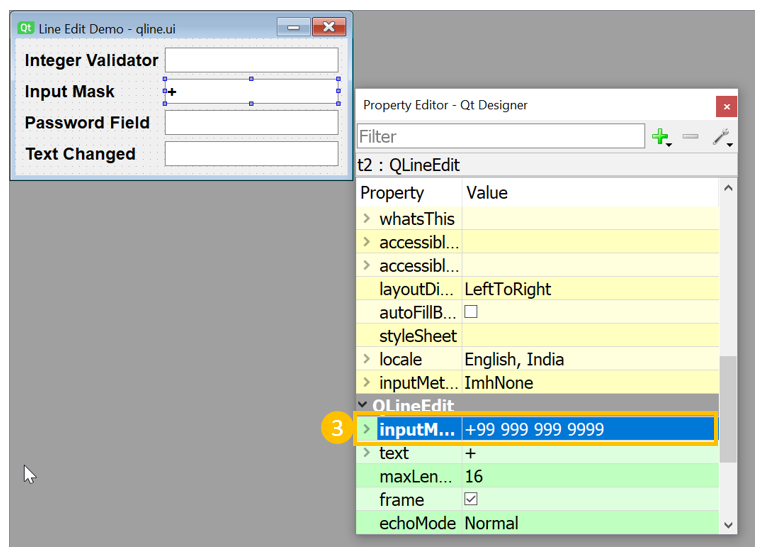 Qt Line Edit Demo - qline.ui
Integer Validator
Input Mask +
Password Field
Text Changed
Property Editor - Qt Designer
Filter
t2 : QLineEdit
Property Value
whatsThis
accessibl...
accessibl...
layoutDi... LeftToRight
autoFillB...
styleSheet
locale English, India
inputMet... ImhNone
QLineEdit
3 inputM... +99 999 999 9999
text +
maxLen... 16
frame
echoMode Normal